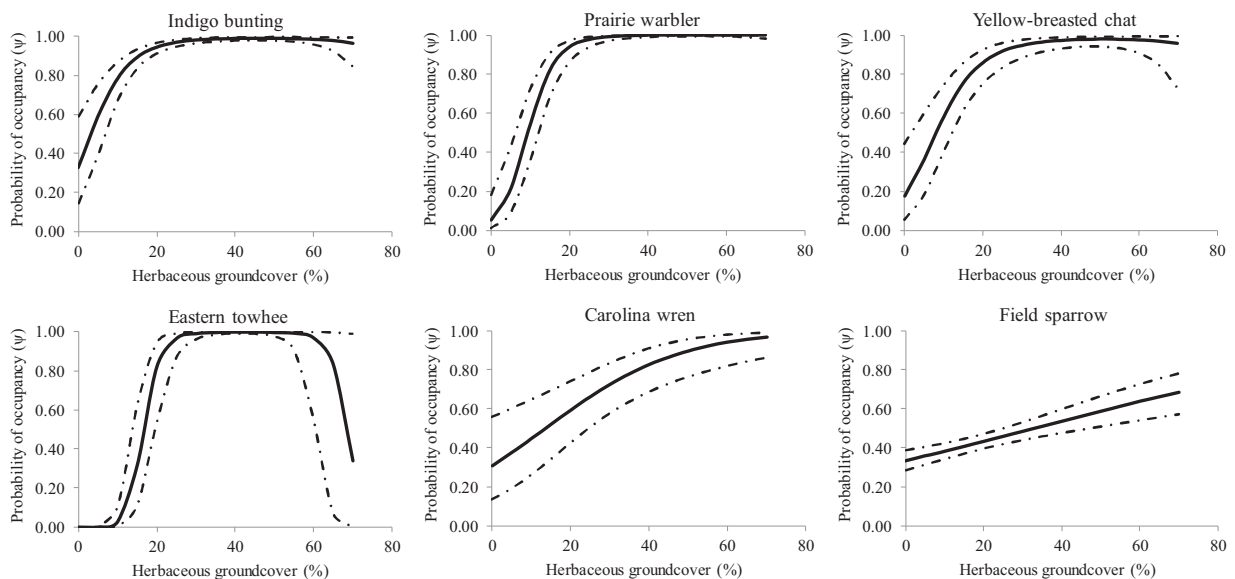 Indigo bunting
Probability of occupancy (ψ)
1.00
0.80
0.60
0.40
0.20
0.00
0 20 40 60 80
Herbaceous groundcover (%)
Prairie warbler
Probability of occupancy (ψ)
1.00
0.80
0.60
0.40
0.20
0.00
0 20 40 60 80
Herbaceous groundcover (%)
Yellow-breasted chat
Probability of occupancy (ψ)
1.00
0.80
0.60
0.40
0.20
0.00
0 20 40 60 80
Herbaceous groundcover (%)
Eastern towhee
Probability of occupancy (ψ)
1.00
0.80
0.60
0.40
0.20
0.00
0 20 40 60 80
Herbaceous groundcover (%)
Carolina wren
Probability of occupancy (ψ)
1.00
0.80
0.60
0.40
0.20
0.00
0 20 40 60 80
Herbaceous groundcover (%)
Field sparrow
Probability of occupancy (ψ)
1.00
0.80
0.60
0.40
0.20
0.00
0 20 40 60 80
Herbaceous groundcover (%)